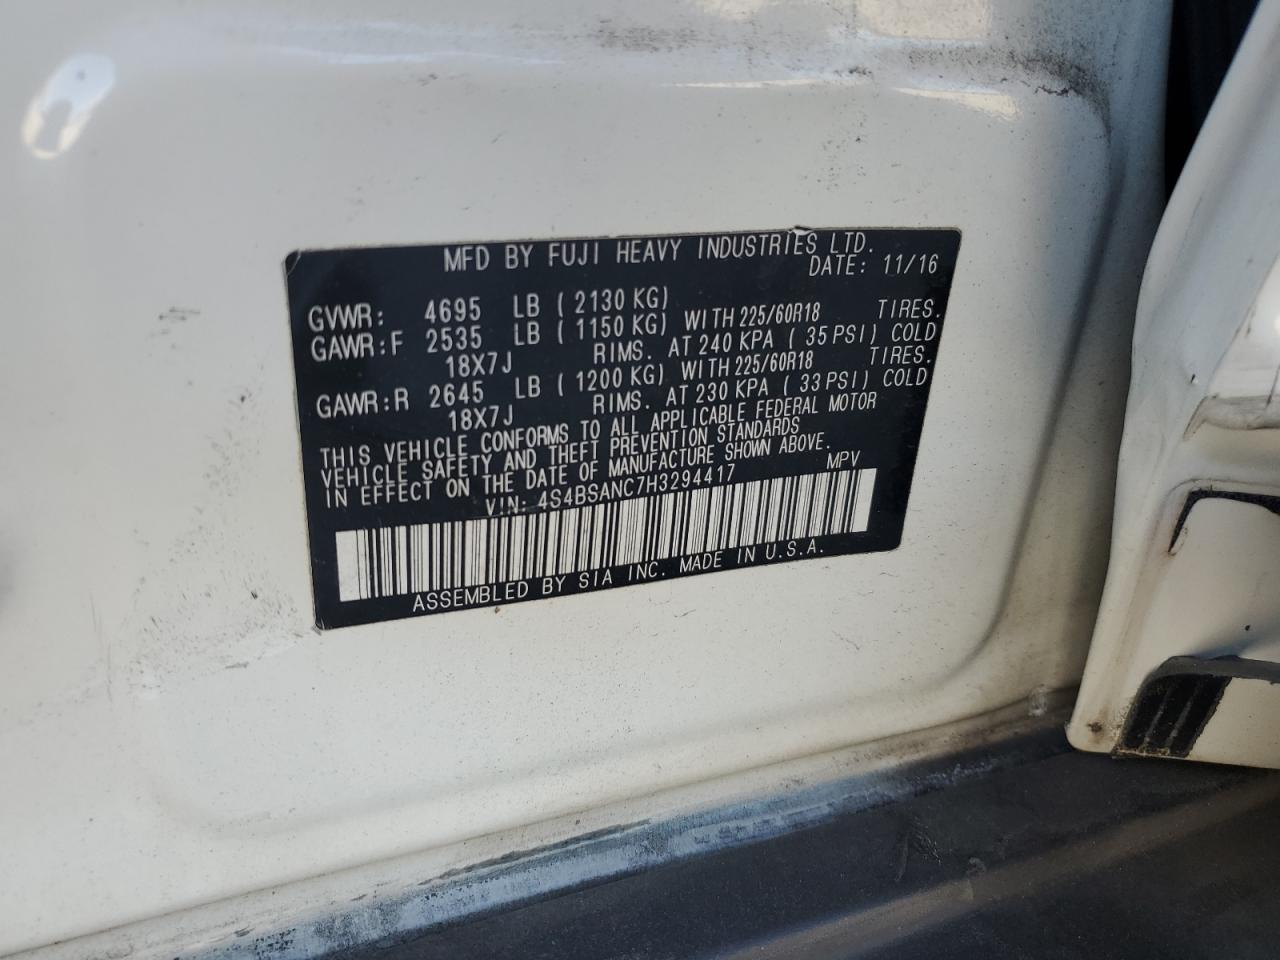 MFD BY FUJI HEAVY INDUSTRIES LTD.
DATE: 11/16
GVWR: 4695 LB (2130 KG)
GAWR:F 2535 LB (1150 KG) WITH 225/60R18 TIRES.
18X7J RIMS. AT 240 KPA (35 PSI) COLD
GAWR:R 2645 LB (1200 KG) WITH 225/60R18 TIRES.
18X7J RIMS. AT 230 KPA (33 PSI) COLD
THIS VEHICLE CONFORMS TO ALL APPLICABLE FEDERAL MOTOR
VEHICLE SAFETY AND THEFT PREVENTION STANDARDS
IN EFFECT ON THE DATE OF MANUFACTURE SHOWN ABOVE.
VIN: 4S4BSANC7H3294417 MPV
ASSEMBLED BY SIA INC. MADE IN U.S.A.